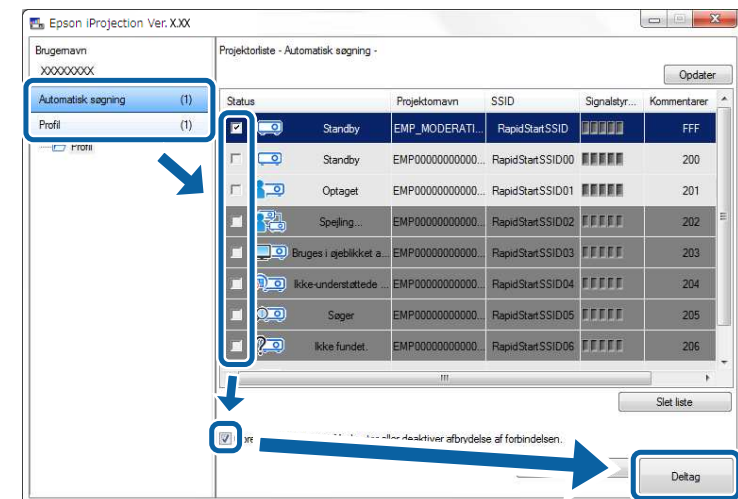 Epson iProjection Ver. X.XX
Brugernavn
XXXXXXXX
Automatisk søgning (1)
Profil (1)
Profil
Projektorliste - Automatisk søgning -
Opdater
Status Projektornavn SSID Signalstyr... Kommentarer
Standby EMP_MODERATI... RapidStartSSID FFF
Standby EMP00000000000... RapidStartSSID00 200
Optaget EMP00000000000... RapidStartSSID01 201
Spejling... EMP00000000000... RapidStartSSID02 202
Bruges i øjeblikket a... EMP00000000000... RapidStartSSID03 203
Ikke-understøttede ... EMP00000000000... RapidStartSSID04 204
Søger EMP00000000000... RapidStartSSID05 205
Ikke fundet. EMP00000000000... RapidStartSSID06 206
Slet liste
eller deaktiver afbrydelse af forbindelsen.
Deltag